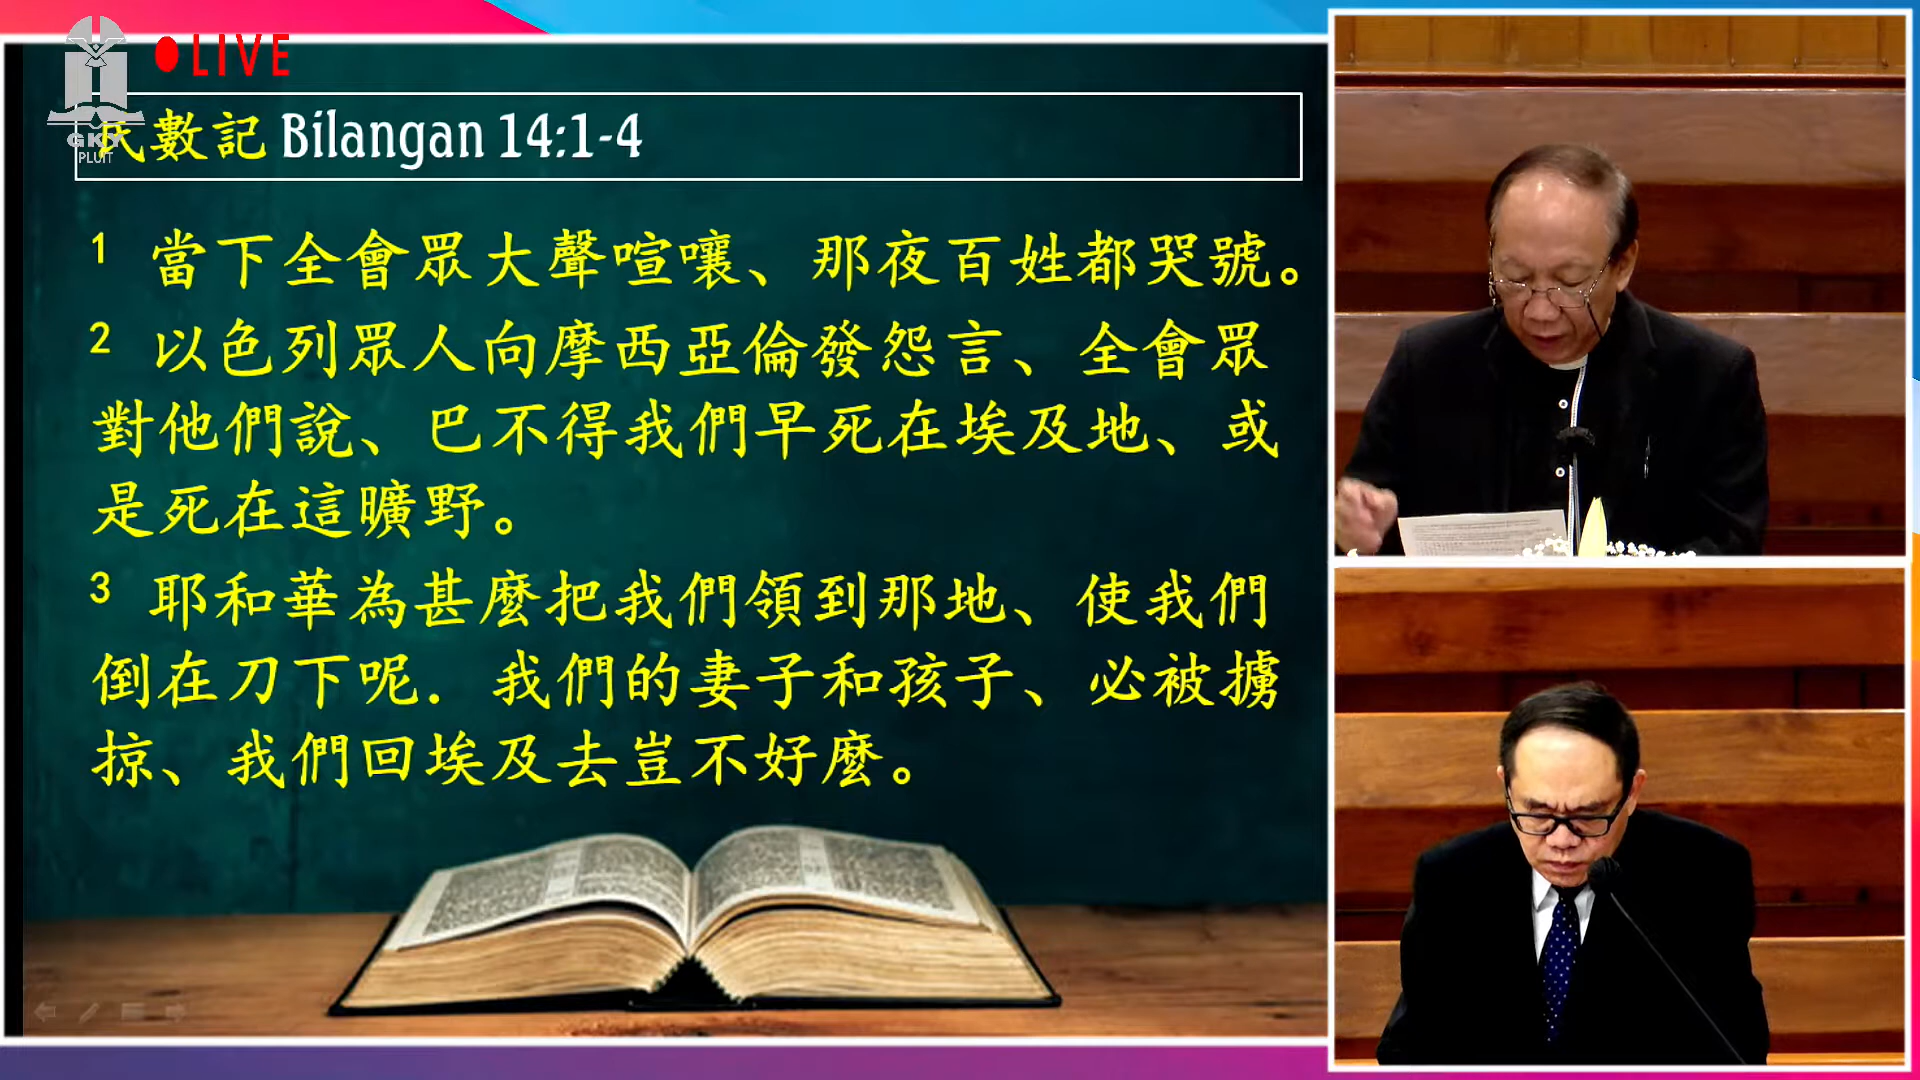 LIVE
GKY
PLUIT
民數記 Bilangan 14:1-4
1 當下全會眾大聲喧嚷、那夜百姓都哭號。
2 以色列眾人向摩西亞倫發怨言、全會眾
對他們說、巴不得我們早死在埃及地、或
是死在這曠野。
3 耶和華為甚麼把我們領到那地、使我們
倒在刀下呢．我們的妻子和孩子、必被擄
掠、我們回埃及去豈不好麼。